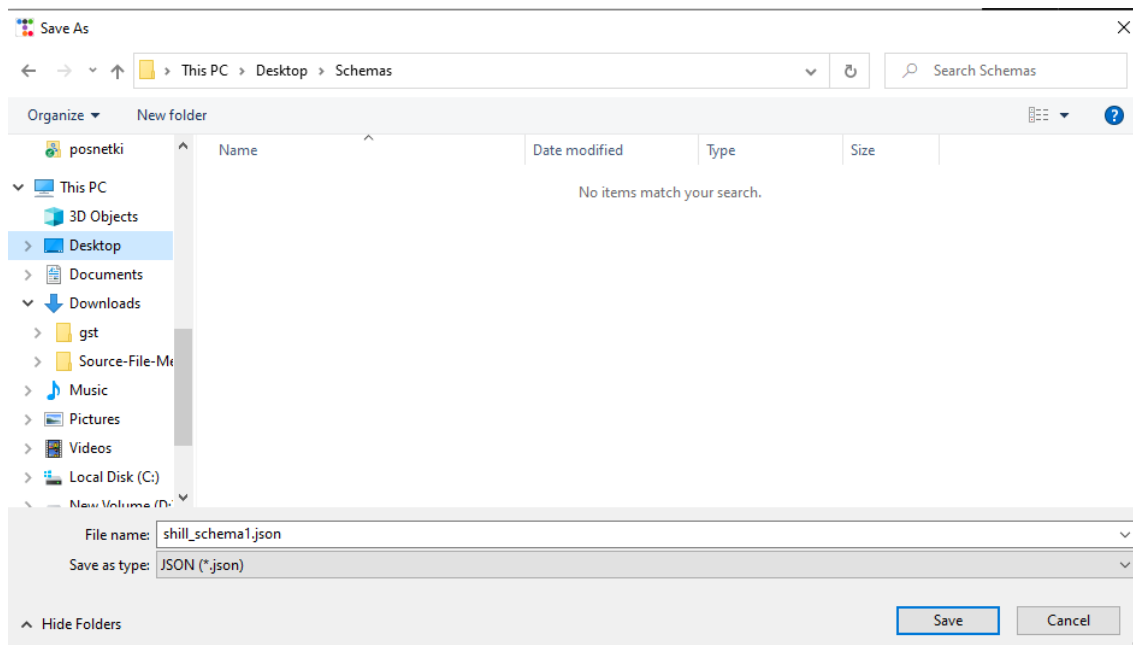 Save As
This PC > Desktop > Schemas
Search Schemas
Organize
New folder
Name
Date modified
Type
Size
No items match your search.
posnetki
This PC
3D Objects
Desktop
Documents
Downloads
gst
Source-File-Me
Music
Pictures
Videos
Local Disk (C:)
New Volume (D:
File name: shill_schema1.json
Save as type: JSON (*.json)
Hide Folders
Save
Cancel